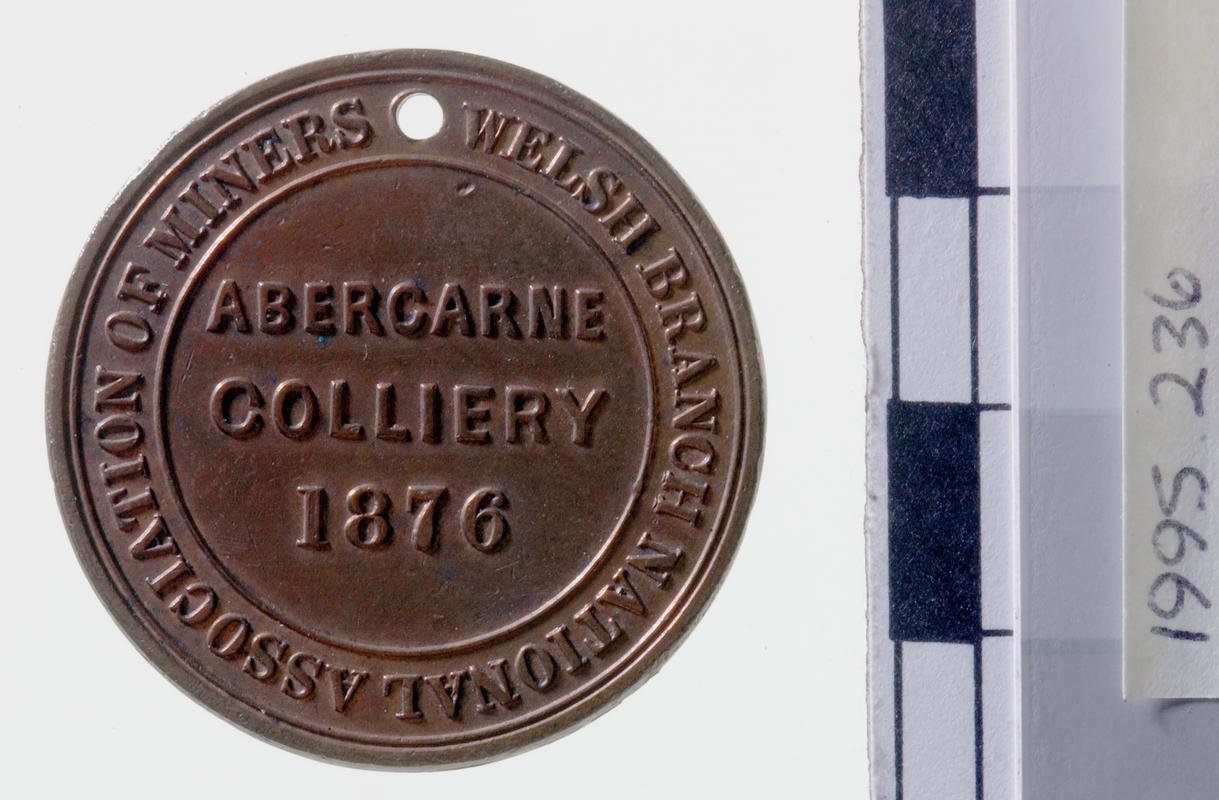 WELSH BRANCH NATIONAL ASSOCIATION OF MINERS
ABERCARNE
COLLIERY
1876
1995.236